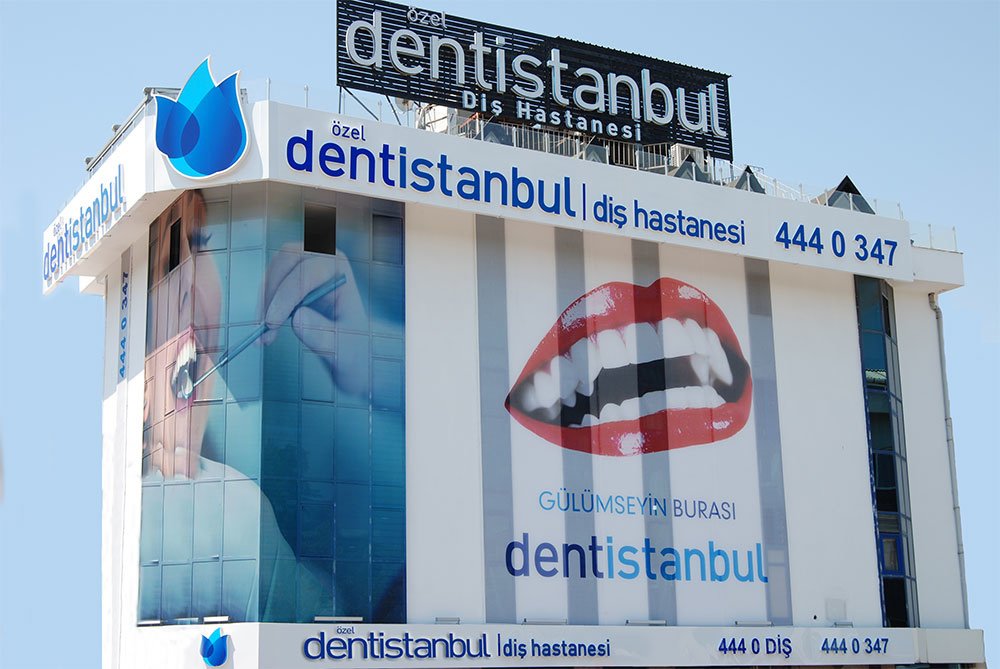 özel
dentistanbul
Diş Hastanesi
özel
dentistanbul
özel
dentistanbul | diş hastanesi 444 0 347
444 0 347
GÜLÜMSEYİN BURASI
dentistanbul
özel
dentistanbul | diş hastanesi 444 0 DİŞ 444 0 347